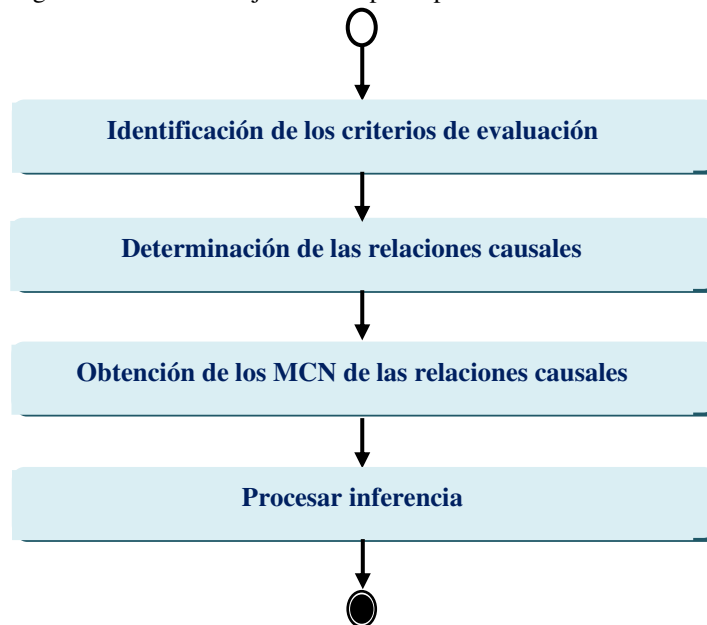 Identificación de los criterios de evaluación
Determinación de las relaciones causales
Obtención de los MCN de las relaciones causales
Procesar inferencia